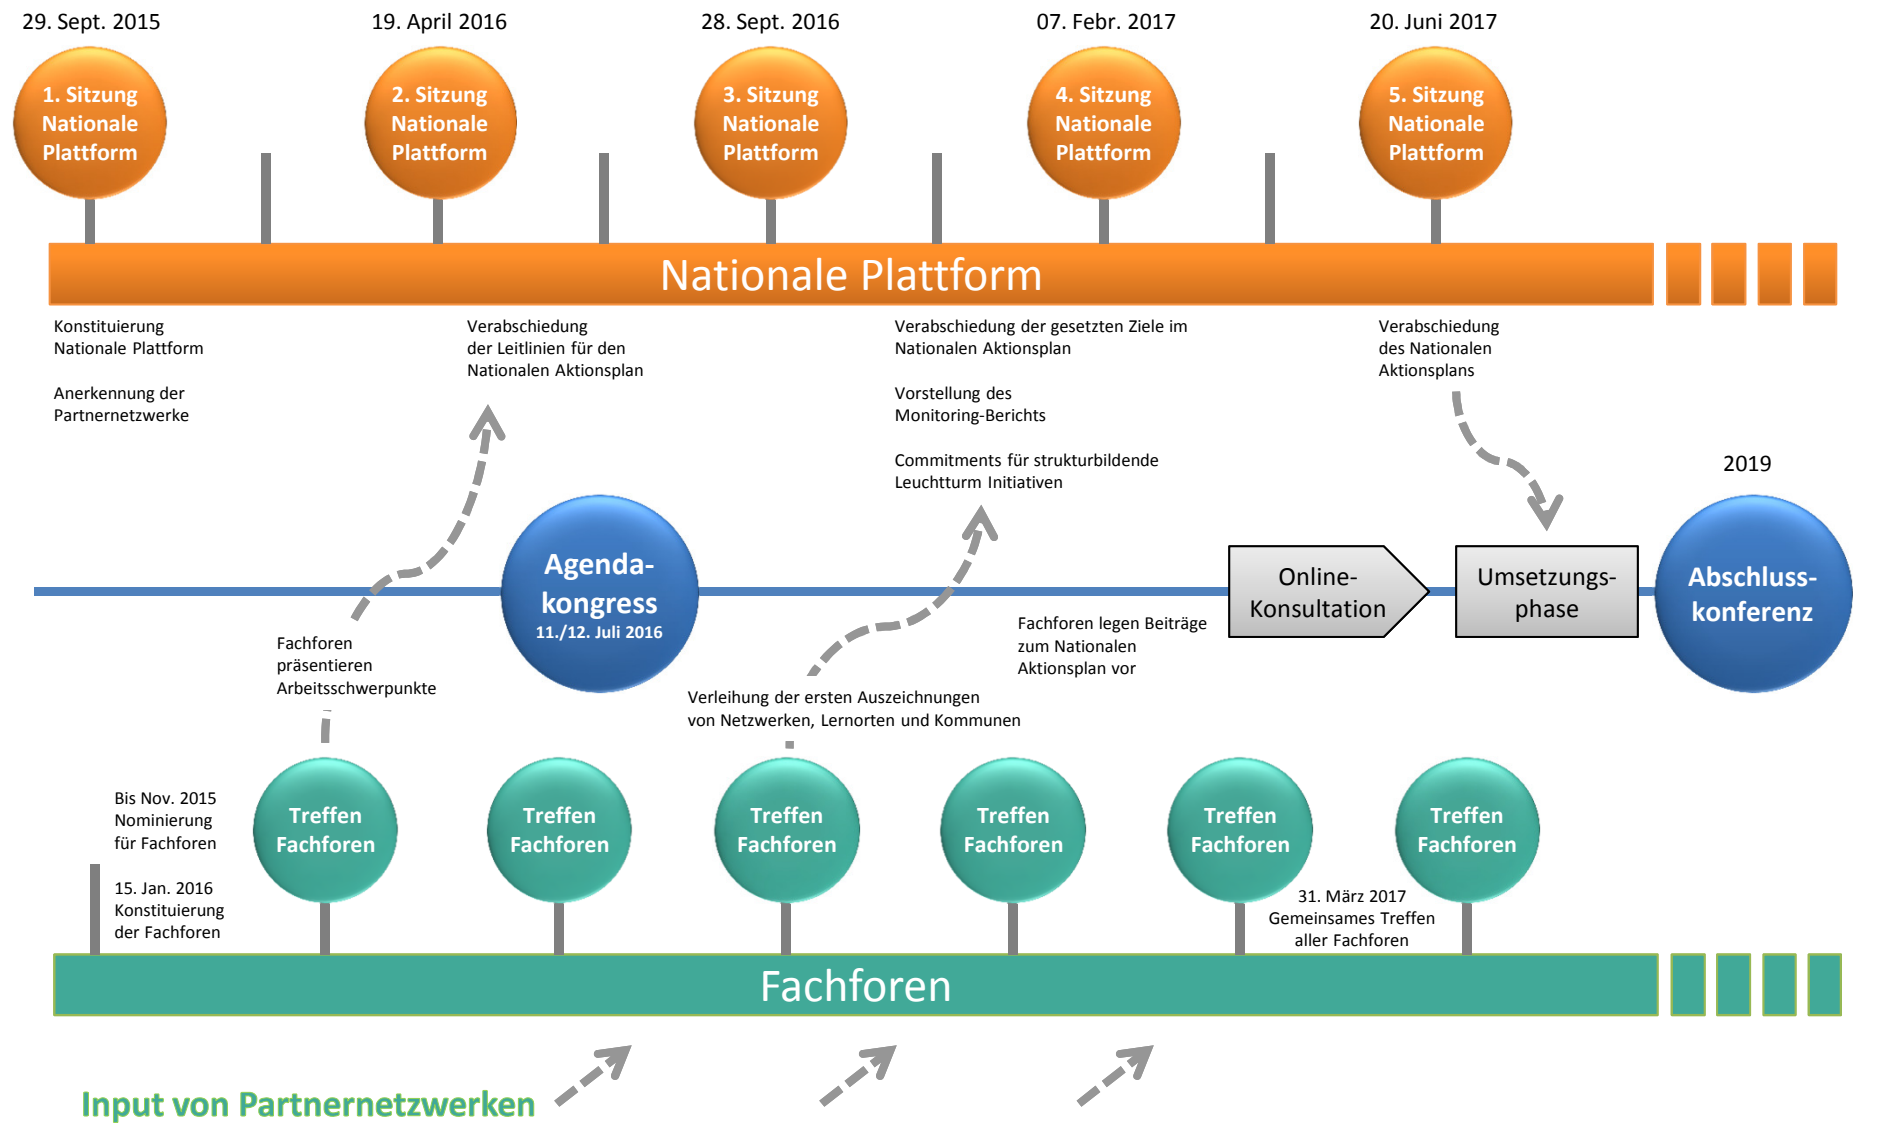 29. Sept. 2015
19. April 2016
28. Sept. 2016
07. Febr. 2017
20. Juni 2017
1. Sitzung
Nationale
Plattform
2. Sitzung
Nationale
Plattform
3. Sitzung
Nationale
Plattform
4. Sitzung
Nationale
Plattform
5. Sitzung
Nationale
Plattform
Nationale Plattform
Konstituierung
Nationale Plattform
Anerkennung der
Partnernetzwerke
Verabschiedung
der Leitlinien für den
Nationalen Aktionsplan
Verabschiedung der gesetzten Ziele im
Nationalen Aktionsplan
Vorstellung des
Monitoring-Berichts
Commitments für strukturbildende
Leuchtturm Initiativen
Verabschiedung
des Nationalen
Aktionsplans
2019
Agenda-
kongress
11./12. Juli 2016
Online-
Konsultation
Umsetzungs-
phase
Abschluss-
konferenz
Fachforen
präsentieren
Arbeitsschwerpunkte
Fachforen legen Beiträge
zum Nationalen
Aktionsplan vor
Verleihung der ersten Auszeichnungen
von Netzwerken, Lernorten und Kommunen
Bis Nov. 2015
Nominierung
für Fachforen
15. Jan. 2016
Konstituierung
der Fachforen
Treffen
Fachforen
Treffen
Fachforen
Treffen
Fachforen
Treffen
Fachforen
Treffen
Fachforen
Treffen
Fachforen
31. März 2017
Gemeinsames Treffen
aller Fachforen
Fachforen
Input von Partnernetzwerken